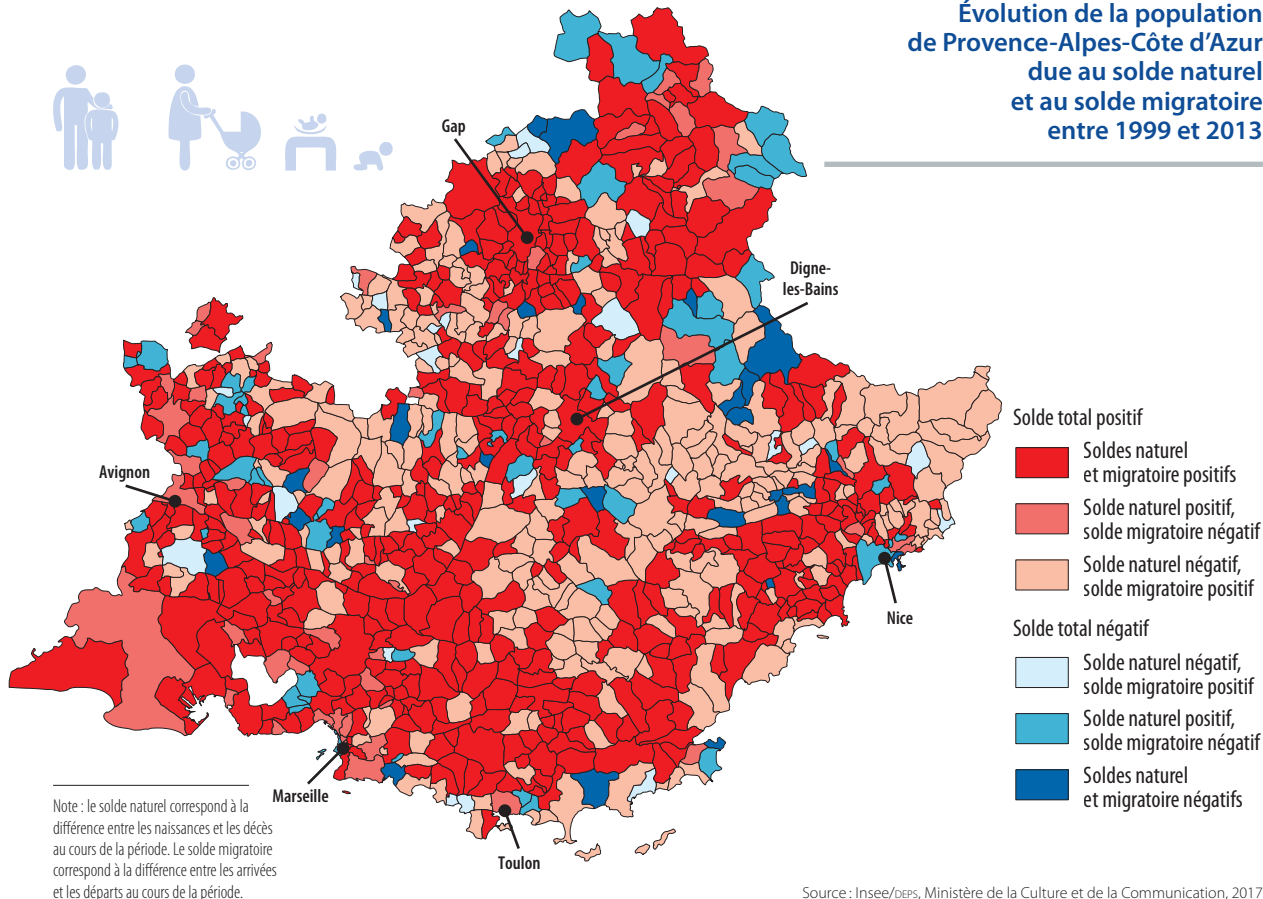 Évolution de la population
de Provence-Alpes-Côte d’Azur
due au solde naturel
et au solde migratoire
entre 1999 et 2013
Gap
Digne-
les-Bains
Avignon
Nice
Marseille
Toulon
Solde total positif
Soldes naturel
et migratoire positifs
Solde naturel positif,
solde migratoire négatif
Solde naturel négatif,
solde migratoire positif
Solde total négatif
Solde naturel négatif,
solde migratoire positif
Solde naturel positif,
solde migratoire négatif
Soldes naturel
et migratoire négatifs
Note : le solde naturel correspond à la
différence entre les naissances et les décès
au cours de la période. Le solde migratoire
correspond à la différence entre les arrivées
et les départs au cours de la période.
Source : Insee/DEPS, Ministère de la Culture et de la Communication, 2017